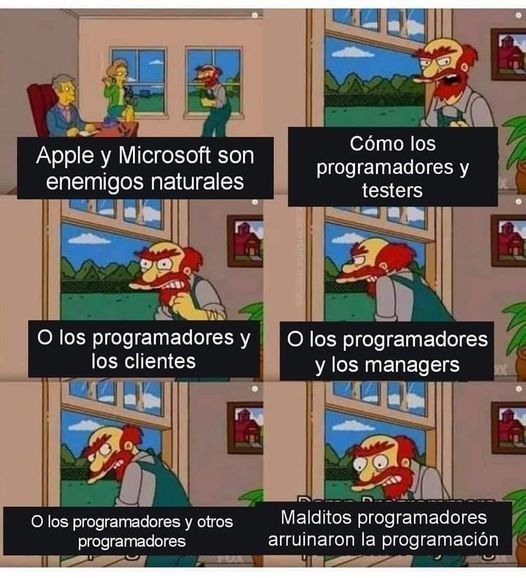 Apple y Microsoft son
enemigos naturales
Cómo los
programadores y
testers
O los programadores y
los clientes
O los programadores
y los managers
O los programadores y otros
programadores
Malditos programadores
arruinaron la programación